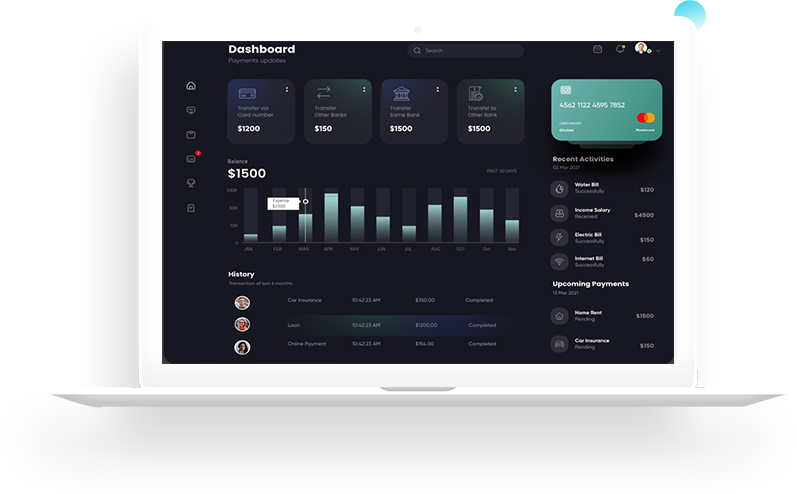 Dashboard
Payments updates
Search
Transfer via
Card number
$1200
Transfer
Other Banks
$150
Transfer
Same Bank
$1500
Transfer to
Other Bank
$1500
4562 1122 4595 7852
CARD HOLDER
Ghulam
Mastercard
Balance
$1500
PAST 30 DAYS
100K
50K
10K
0
Expense
$2500
JAN FEB MAR APR MAY JUN JUL AUG SEP Oct Nov
History
Transection of last 6 months
Car Insurance 10:42:23 AM $350.00 Completed
Loan 10:42:23 AM $1200.00 Completed
Online Payment 10:42:23 AM $154.00 Completed
Recent Activities
02 Mar 2021
Water Bill
Successfully
$120
Income Salary
Received
$4500
Electric Bill
Successfully
$150
Internet Bill
Successfully
$60
Upcoming Payments
13 Mar 2021
Home Rent
Pending
$1500
Car Insurance
Pending
$150